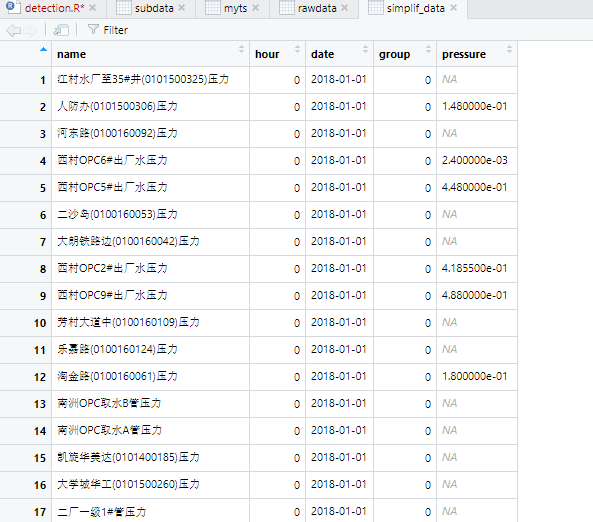 detection.R* subdata myts rawdata simplif_data
Filter
name hour date group pressure
1 江村水厂至35#井(0101500325)压力 0 2018-01-01 0 NA
2 人防办(0101500306)压力 0 2018-01-01 0 1.480000e-01
3 河东路(0100160092)压力 0 2018-01-01 0 NA
4 西村OPC6#出厂水压力 0 2018-01-01 0 2.400000e-03
5 西村OPC5#出厂水压力 0 2018-01-01 0 4.480000e-01
6 二沙岛(0100160053)压力 0 2018-01-01 0 NA
7 大朗铁路边(0100160042)压力 0 2018-01-01 0 NA
8 西村OPC2#出厂水压力 0 2018-01-01 0 4.185500e-01
9 西村OPC9#出厂水压力 0 2018-01-01 0 4.880000e-01
10 芳村大道中(0100160109)压力 0 2018-01-01 0 NA
11 乐嘉路(0100160124)压力 0 2018-01-01 0 NA
12 淘金路(0100160061)压力 0 2018-01-01 0 1.800000e-01
13 南洲OPC取水B管压力 0 2018-01-01 0 NA
14 南洲OPC取水A管压力 0 2018-01-01 0 NA
15 凯旋华美达(0101400185)压力 0 2018-01-01 0 NA
16 大学城华工(0101500260)压力 0 2018-01-01 0 NA
17 二厂一级1#管压力 0 2018-01-01 0 NA